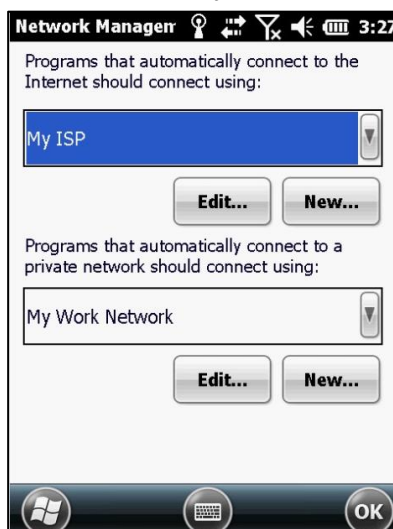 Network Managem 3:27
Programs that automatically connect to the
Internet should connect using:
My ISP
Edit... New...
Programs that automatically connect to a
private network should connect using:
My Work Network
Edit... New...
OK